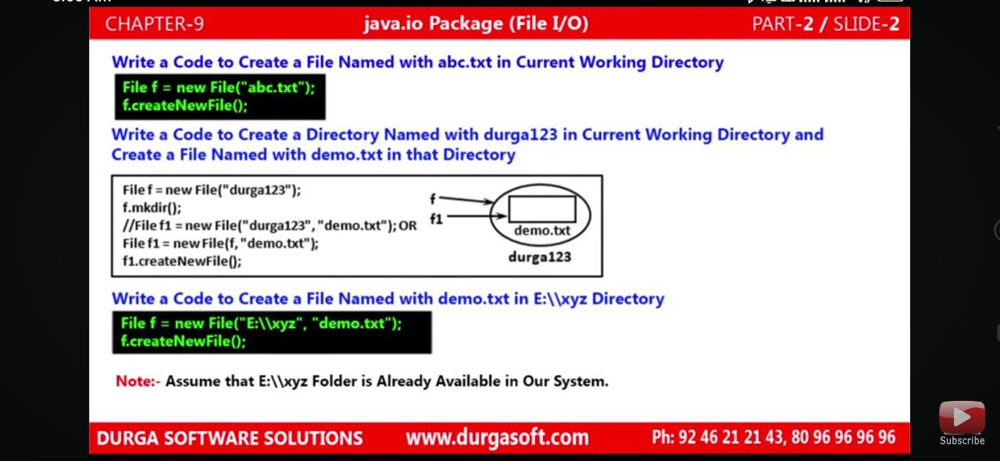 CHAPTER-9
java.io Package (File I/O)
PART-2 / SLIDE-2
Write a Code to Create a File Named with abc.txt in Current Working Directory
File f = new File("abc.txt");
f.createNewFile();
Write a Code to Create a Directory Named with durga123 in Current Working Directory and
Create a File Named with demo.txt in that Directory
File f = new File("durga123");
f.mkdir();
//File f1 = new File("durga123", "demo.txt"); OR
File f1 = new File(f, "demo.txt");
f1.createNewFile();
f
f1
demo.txt
durga123
Write a Code to Create a File Named with demo.txt in E:\\xyz Directory
File f = new File("E:\\xyz", "demo.txt");
f.createNewFile();
Note:- Assume that E:\\xyz Folder is Already Available in Our System.
DURGA SOFTWARE SOLUTIONS
www.durgasoft.com
Ph: 92 46 21 21 43, 80 96 96 96 96
Subscribe